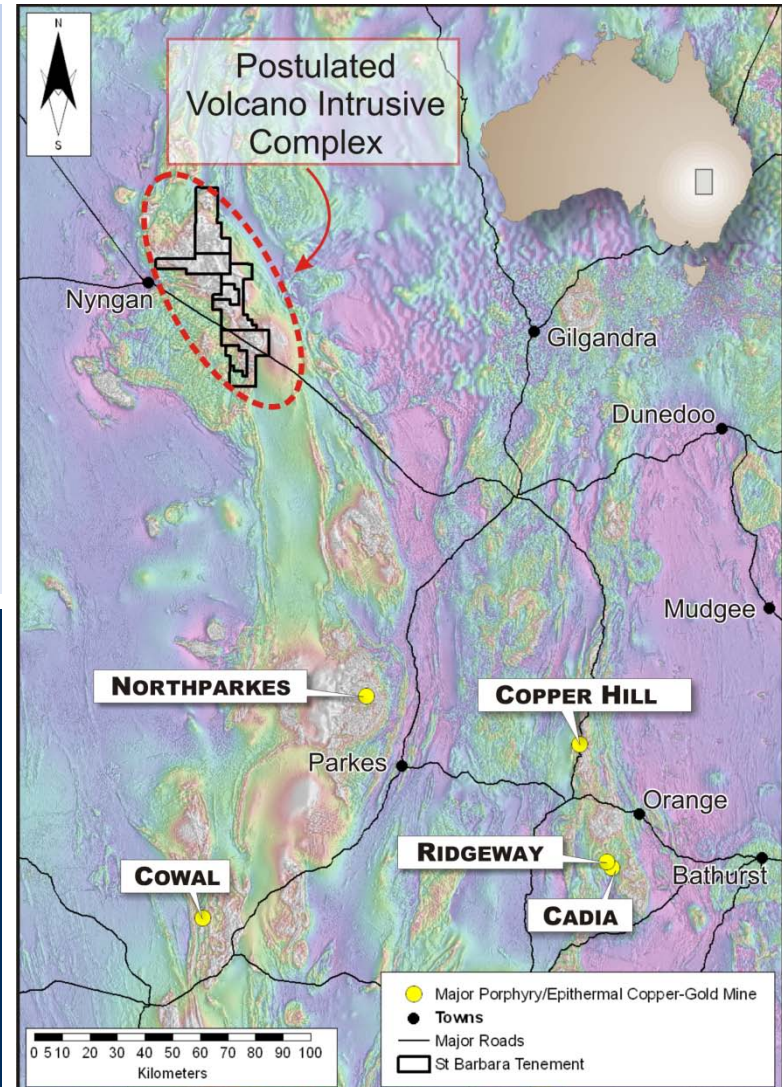 N
S
Postulated
Volcano Intrusive
Complex
Nyngan
Gilgandra
Dunedoo
Mudgee
NORTHPARKES
COPPER HILL
Parkes
Orange
RIDGEWAY
Bathurst
COWAL
CADIA
Major Porphyry/Epithermal Copper-Gold Mine
Towns
Major Roads
St Barbara Tenement
0 5 10 20 30 40 50 60 70 80 90 100
Kilometers